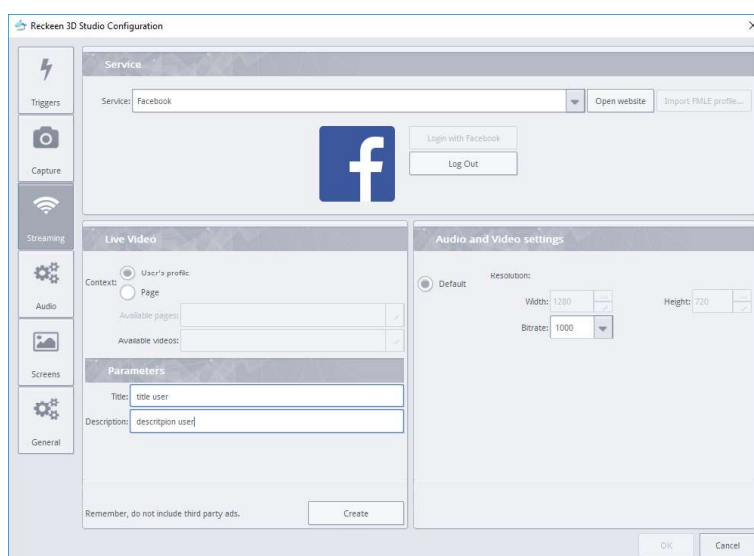 Reckeen 3D Studio Configuration
Triggers
Capture
Streaming
Audio
Screens
General
Service
Service: Facebook
Open website
Import FMLE profile...
Login with Facebook
Log Out
Live Video
Context:
User's profile
Page
Available pages:
Available videos:
Parameters
Title: title user
Description: descritpion user
Remember, do not include third party ads.
Create
Audio and Video settings
Default
Resolution:
Width: 1280
Height: 720
Bitrate: 1000
OK
Cancel